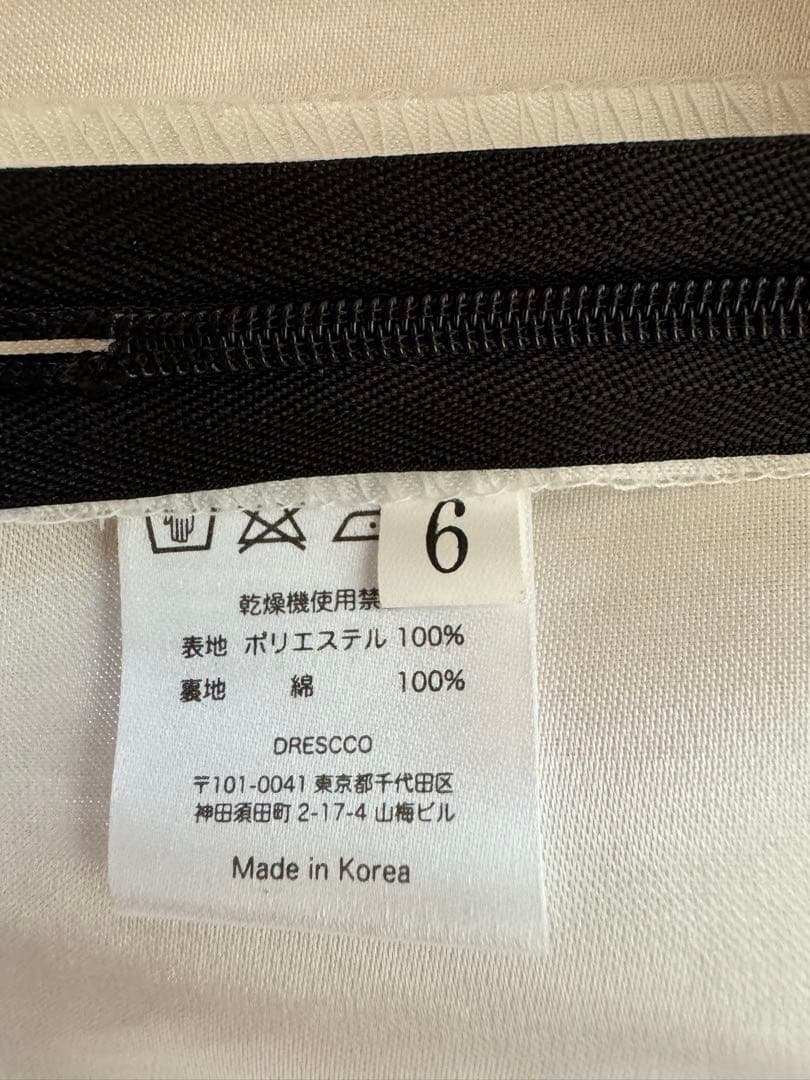 6
乾燥機使用禁
表地 ポリエステル 100%
裏地 綿 100%
DRESCCO
〒101-0041 東京都千代田区
神田須田町 2-17-4 山梅ビル
Made in Korea